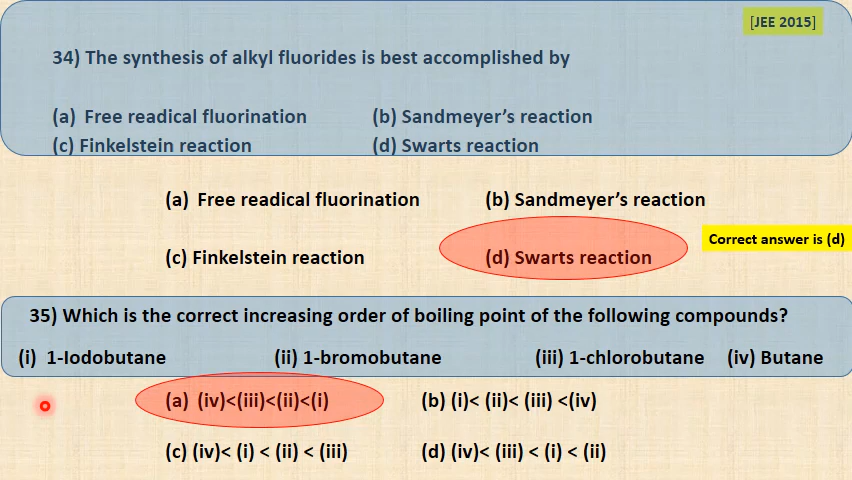 [JEE 2015]
34) The synthesis of alkyl fluorides is best accomplished by
(a) Free readical fluorination (b) Sandmeyer's reaction
(c) Finkelstein reaction (d) Swarts reaction
(a) Free readical fluorination (b) Sandmeyer's reaction
Correct answer is (d)
(c) Finkelstein reaction (d) Swarts reaction
35) Which is the correct increasing order of boiling point of the following compounds?
(i) 1-Iodobutane (ii) 1-bromobutane (iii) 1-chlorobutane (iv) Butane
(a) (iv)<(iii)<(ii)<(i) (b) (i)< (ii)< (iii) <(iv)
(c) (iv)< (i) < (ii) < (iii) (d) (iv)< (iii) < (i) < (ii)